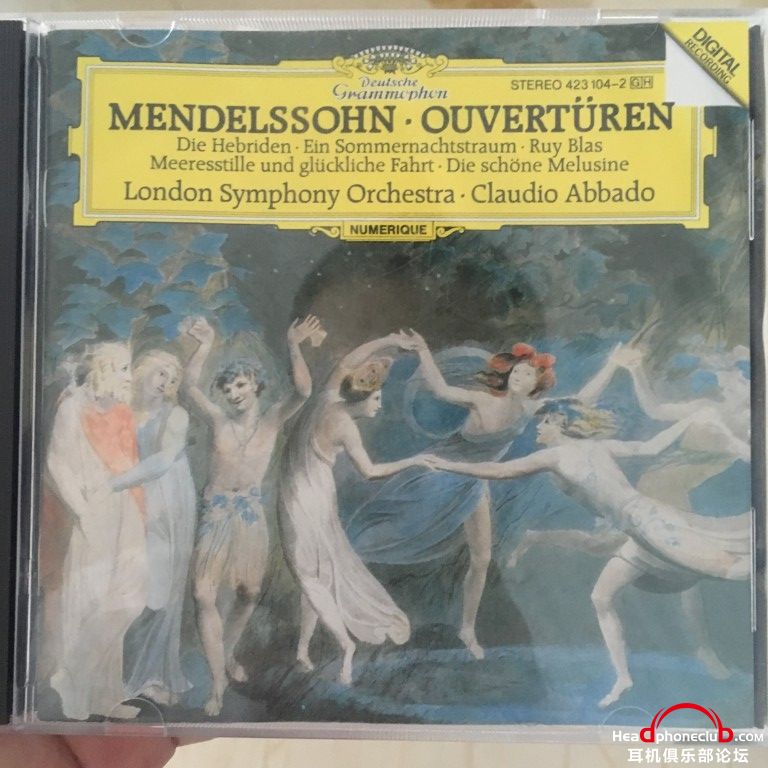 DIGITAL
RECORDING
Deutsche
Grammophon
STEREO 423 104-2 GH
MENDELSSOHN · OUVERTÜREN
Die Hebriden · Ein Sommernachtstraum · Ruy Blas
Meeresstille und glückliche Fahrt · Die schöne Melusine
London Symphony Orchestra · Claudio Abbado
NUMERIQUE
Headphoneclub.com
耳机俱乐部论坛